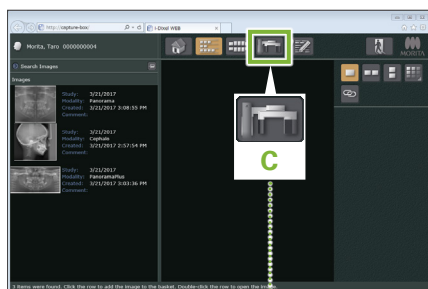 http://capture-box/
i-Dixel WEB
Morita, Taro 0000000004
MORITA
Search Images
Images
Study: 3/21/2017
Modality: Panorama
Created: 3/21/2017 3:08:55 PM
Comment:
Study: 3/21/2017
Modality: Cephalo
Created: 3/21/2017 2:57:54 PM
Comment:
Study: 3/21/2017
Modality: PanoramaPlus
Created: 3/21/2017 3:03:36 PM
Comment:
C
3 items were found. Click the row to add the image to the basket. Double-click the row to open the image.